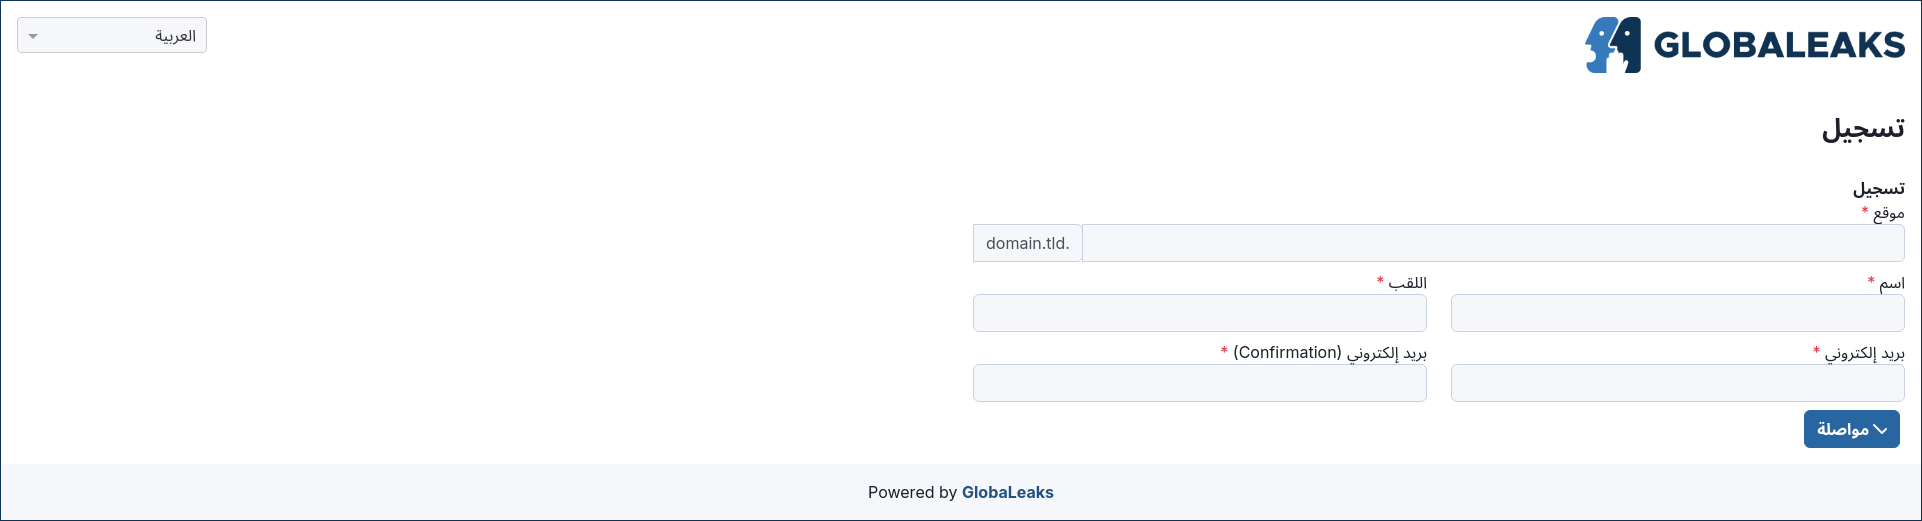 GLOBALEAKS
العربية
تسجيل
تسجيل
موقع *
domain.tld.
اسم *
اللقب *
بريد إلكتروني *
بريد إلكتروني (Confirmation) *
مواصلة
Powered by GlobaLeaks